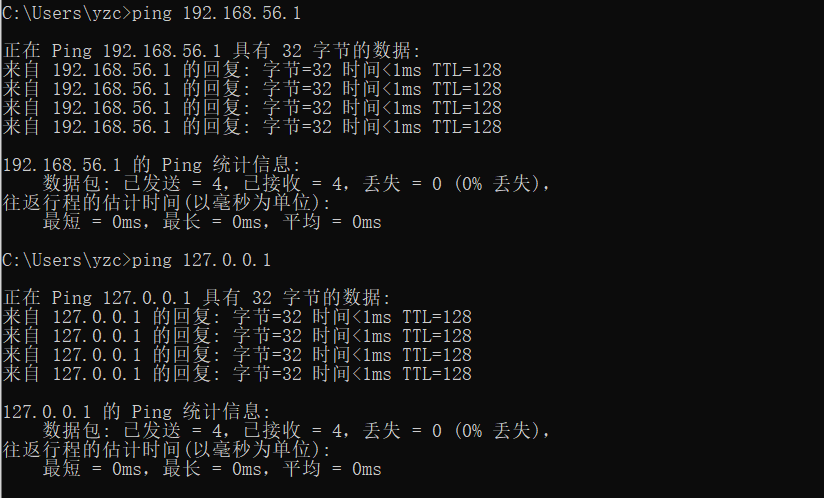 C:\Users\yzc>ping 192.168.56.1
正在 Ping 192.168.56.1 具有 32 字节的数据:
来自 192.168.56.1 的回复: 字节=32 时间<1ms TTL=128
来自 192.168.56.1 的回复: 字节=32 时间<1ms TTL=128
来自 192.168.56.1 的回复: 字节=32 时间<1ms TTL=128
来自 192.168.56.1 的回复: 字节=32 时间<1ms TTL=128
192.168.56.1 的 Ping 统计信息:
数据包: 已发送 = 4，已接收 = 4，丢失 = 0 (0% 丢失)，
往返行程的估计时间(以毫秒为单位):
最短 = 0ms，最长 = 0ms，平均 = 0ms
C:\Users\yzc>ping 127.0.0.1
正在 Ping 127.0.0.1 具有 32 字节的数据:
来自 127.0.0.1 的回复: 字节=32 时间<1ms TTL=128
来自 127.0.0.1 的回复: 字节=32 时间<1ms TTL=128
来自 127.0.0.1 的回复: 字节=32 时间<1ms TTL=128
来自 127.0.0.1 的回复: 字节=32 时间<1ms TTL=128
127.0.0.1 的 Ping 统计信息:
数据包: 已发送 = 4，已接收 = 4，丢失 = 0 (0% 丢失)，
往返行程的估计时间(以毫秒为单位):
最短 = 0ms，最长 = 0ms，平均 = 0ms